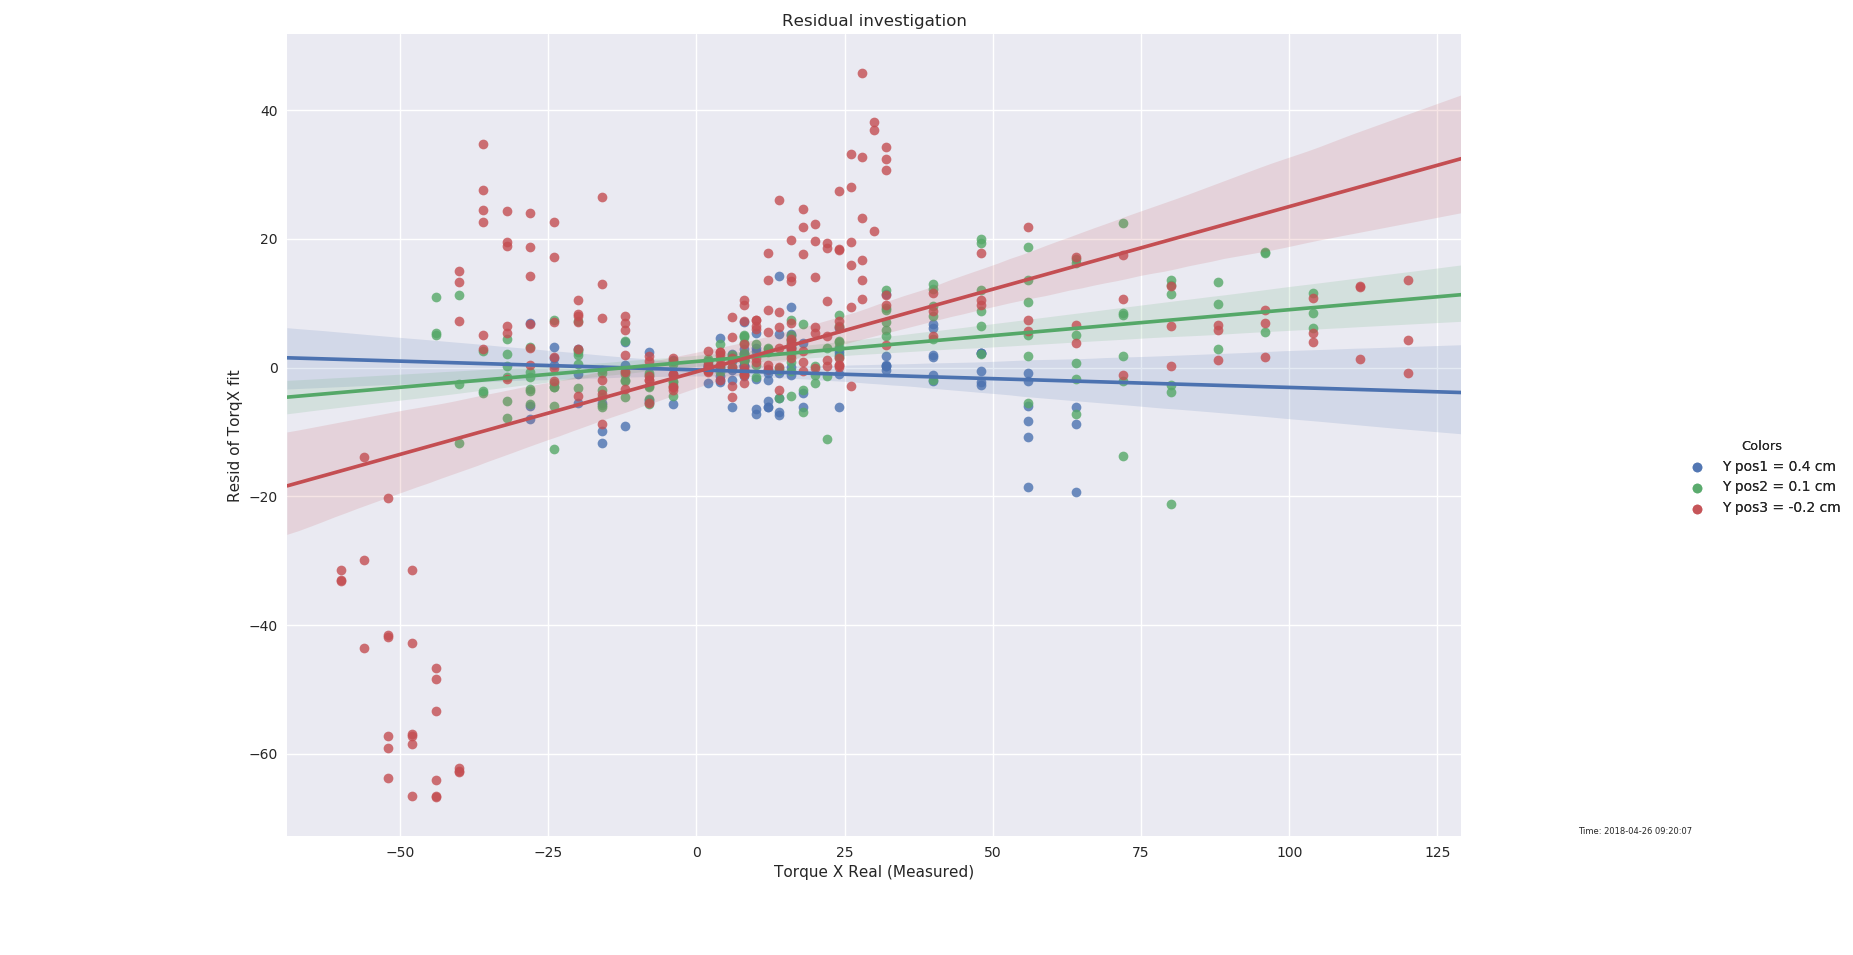 Residual investigation
40
20
0
−20
−40
−60
Resid of TorqX fit
−50
−25
0
25
50
75
100
125
Torque X Real (Measured)
Colors
Y pos1 = 0.4 cm
Y pos2 = 0.1 cm
Y pos3 = -0.2 cm
Time: 2018-04-26 09:20:07